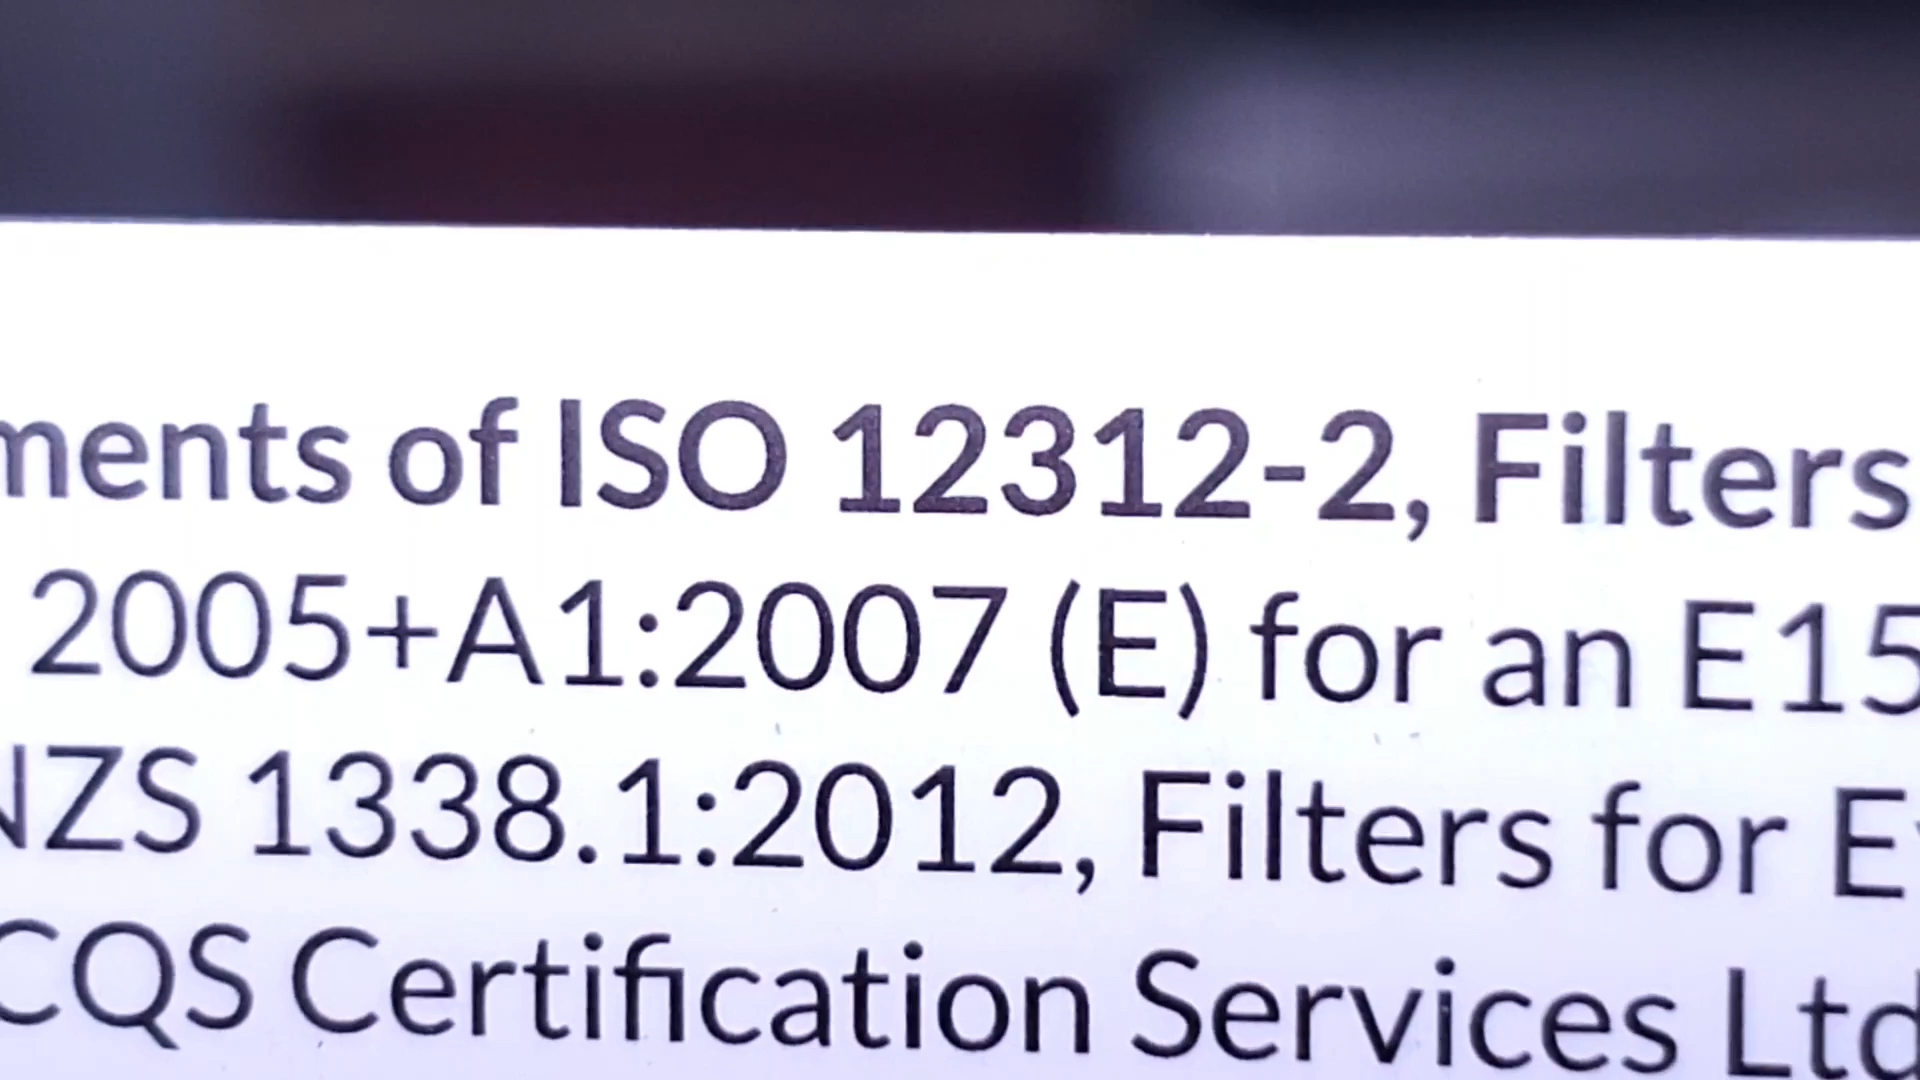 ments of ISO 12312-2, Filters
2005+A1:2007 (E) for an E15
NZS 1338.1:2012, Filters for E
CQS Certification Services Ltd